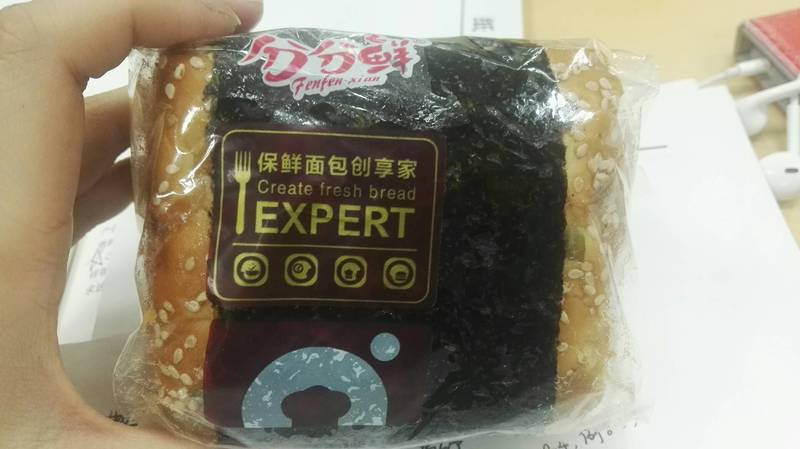 分分鲜
Fenfen·xian
保鲜面包创享家
Create fresh bread
EXPERT